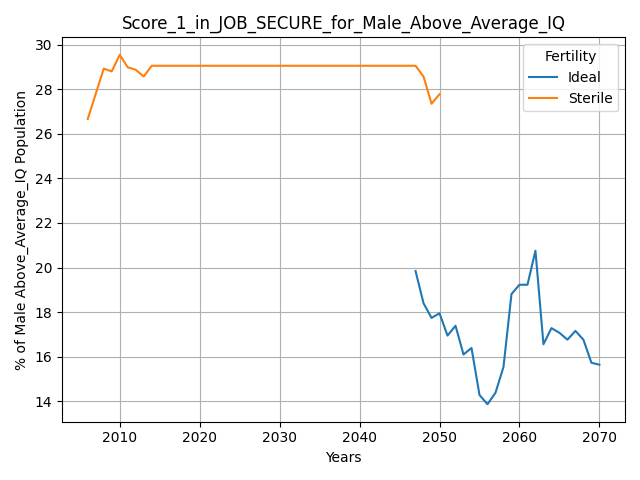 Score_1_in_JOB_SECURE_for_Male_Above_Average_IQ
% of Male Above_Average_IQ Population
30
28
26
24
22
20
18
16
14
Fertility
Ideal
Sterile
2010 2020 2030 2040 2050 2060 2070
Years